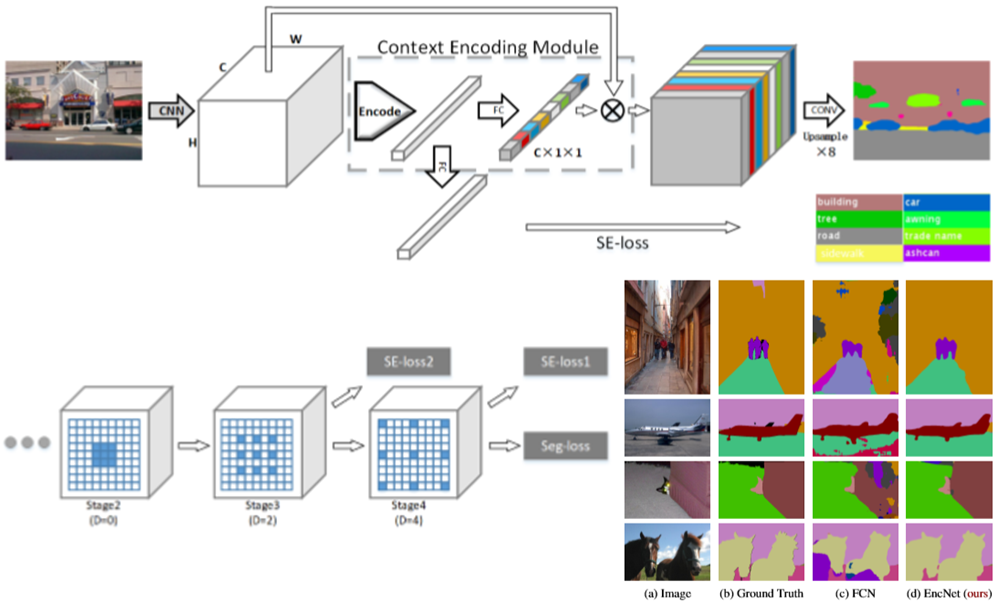 W
C
H
CNN
Context Encoding Module
Encode
FC
C×1×1
FC
SE-loss
CONV
Upsample
×8
building
car
tree
awning
road
trade name
sidewalk
ashcan
SE-loss2
SE-loss1
Seg-loss
Stage2
(D=0)
Stage3
(D=2)
Stage4
(D=4)
(a) Image
(b) Ground Truth
(c) FCN
(d) EncNet (ours)